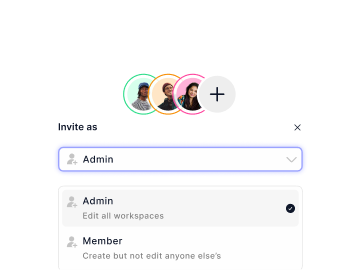 Invite as
Admin
Admin
Edit all workspaces
Member
Create but not edit anyone else's